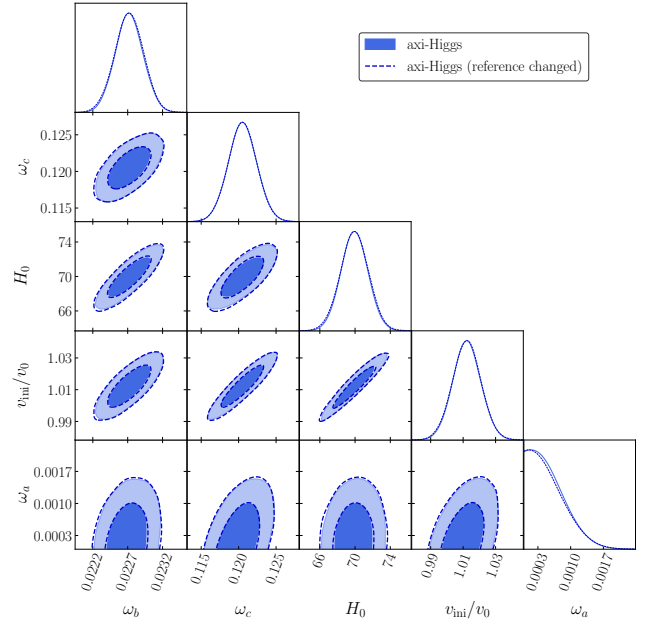 axi-Higgs
axi-Higgs (reference changed)
ω_c
0.125
0.120
0.115
H_0
74
70
66
v_ini/v_0
1.03
1.01
0.99
ω_a
0.0017
0.0010
0.0003
0.0222 0.0227 0.0232 0.115 0.120 0.125 66 70 74 0.99 1.01 1.03 0.0003 0.0010 0.0017
ω_b ω_c H_0 v_ini/v_0 ω_a